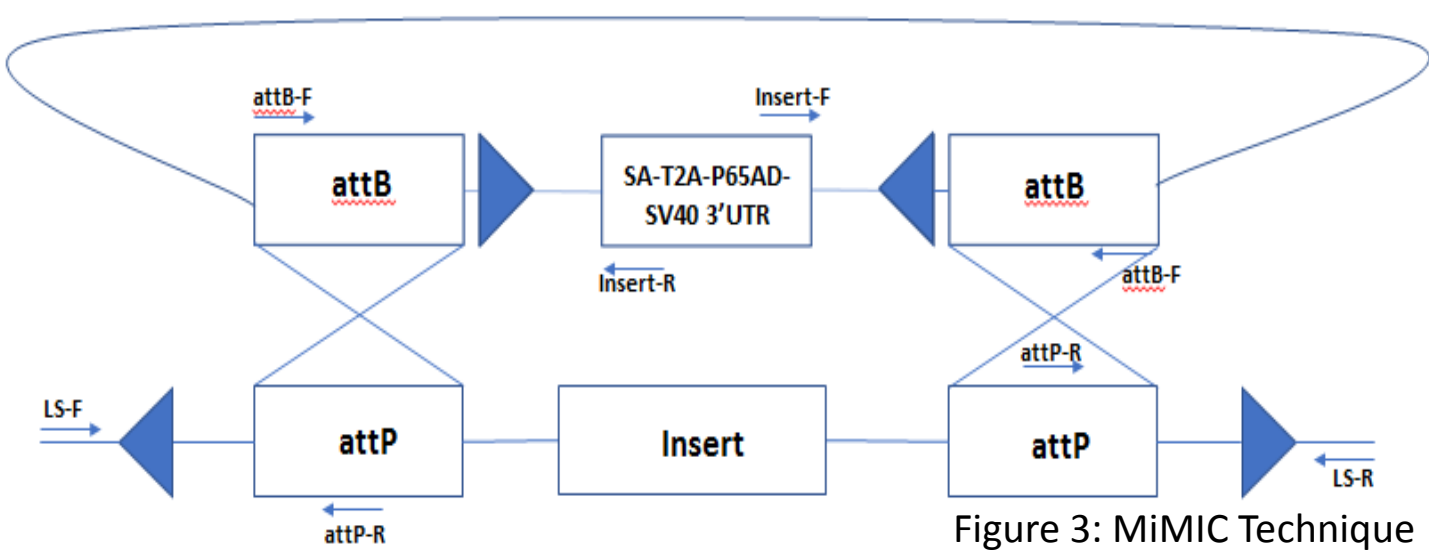 attB-F
Insert-F
attB
SA-T2A-P65AD-
SV40 3'UTR
attB
Insert-R
attB-F
attP-R
LS-F
attP
Insert
attP
LS-R
attP-R
Figure 3: MiMIC Technique